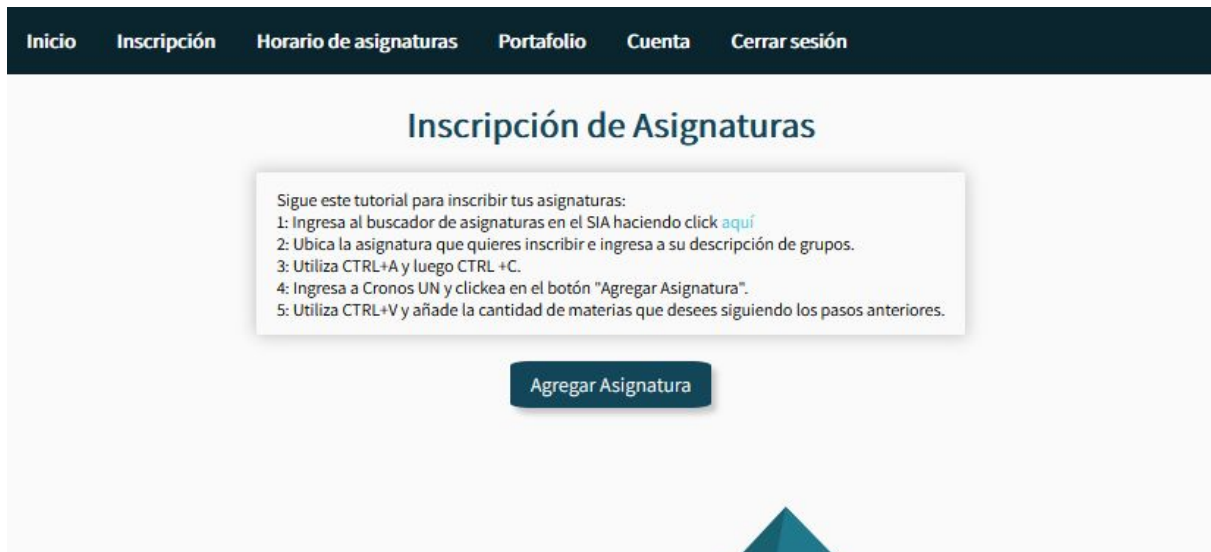 Inicio Inscripción Horario de asignaturas Portafolio Cuenta Cerrar sesión
Inscripción de Asignaturas
Sigue este tutorial para inscribir tus asignaturas:
1: Ingresa al buscador de asignaturas en el SIA haciendo click aquí
2: Ubica la asignatura que quieres inscribir e ingresa a su descripción de grupos.
3: Utiliza CTRL+A y luego CTRL +C.
4: Ingresa a Cronos UN y clickea en el botón "Agregar Asignatura".
5: Utiliza CTRL+V y añade la cantidad de materias que desees siguiendo los pasos anteriores.
Agregar Asignatura